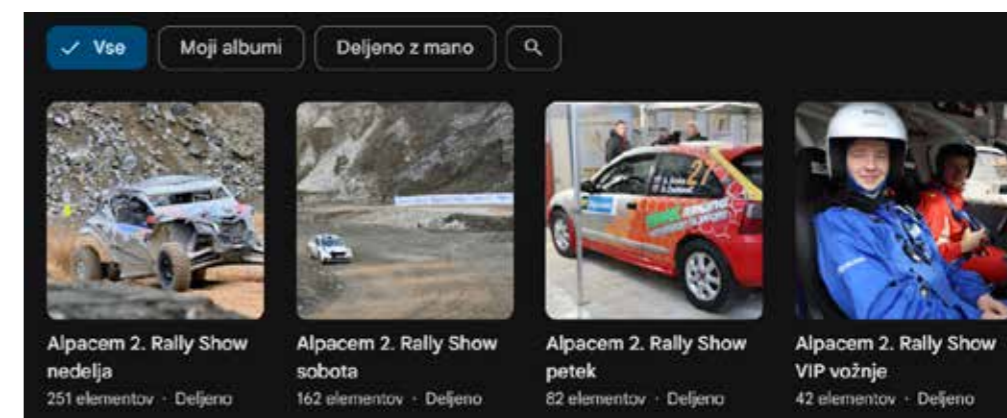 Vse
Moji albumi
Deljeno z mano
21
Alpacem 2. Rally Show
nedelja
251 elementov · Deljeno
Alpacem 2. Rally Show
sobota
162 elementov · Deljeno
Alpacem 2. Rally Show
petek
82 elementov · Deljeno
Alpacem 2. Rally Show
VIP vožnje
42 elementov · Deljeno